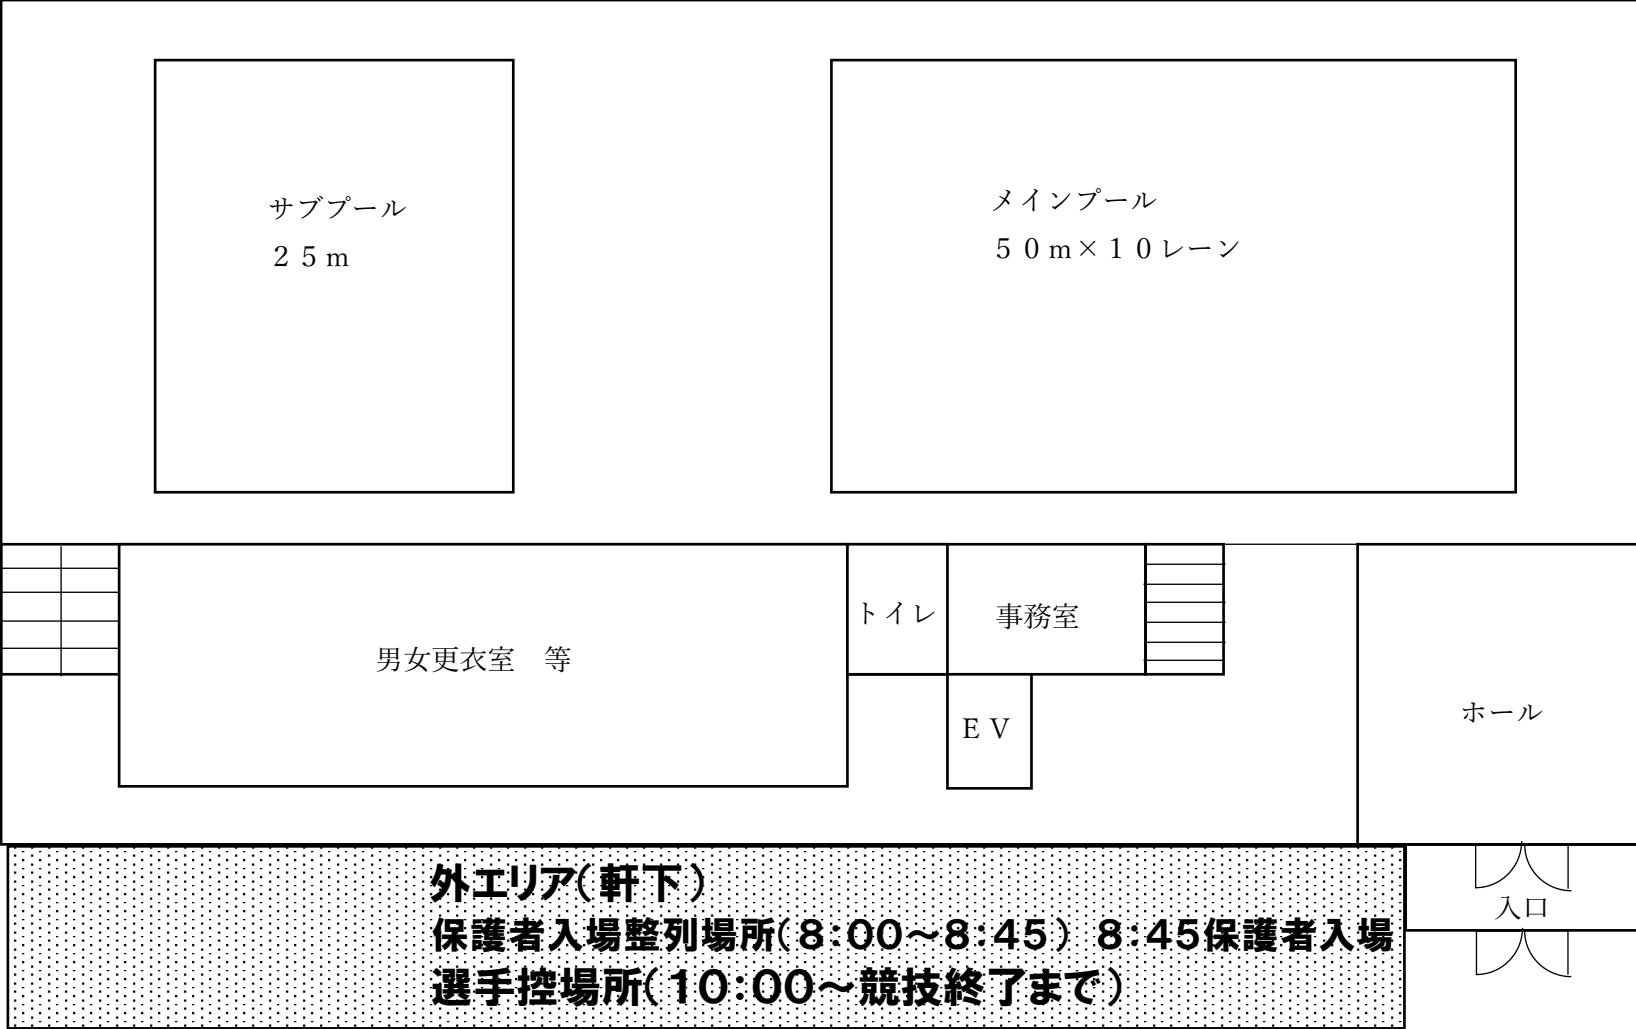 サブプール
２５ｍ
メインプール
５０ｍ×１０レーン
男女更衣室　等
トイレ
事務室
ＥＶ
ホール
入口
外エリア(軒下)
保護者入場整列場所(8:00～8:45) 8:45保護者入場
選手控場所(10:00～競技終了まで)